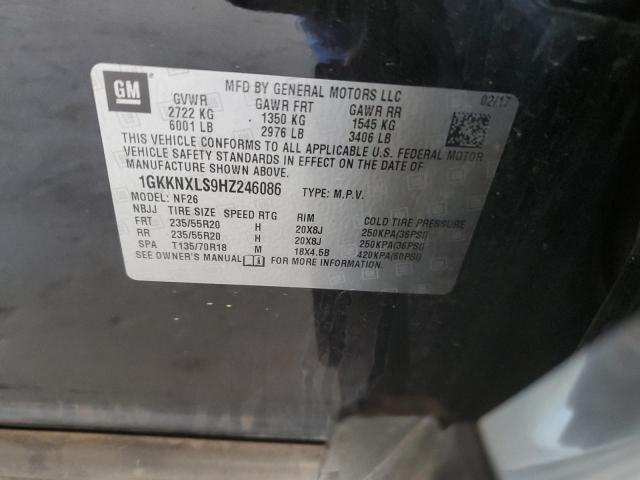 GM
MFD BY GENERAL MOTORS LLC
02/17
GVWR GAWR FRT GAWR RR
2722 KG 1350 KG 1545 KG
6001 LB 2976 LB 3406 LB
THIS VEHICLE CONFORMS TO ALL APPLICABLE U.S. FEDERAL MOTOR
VEHICLE SAFETY STANDARDS IN EFFECT ON THE DATE OF
MANUFACTURE SHOWN ABOVE.
1GKKNXLS9HZ246086 TYPE: M.P.V.
MODEL: NF26
NBJJ TIRE SIZE SPEED RTG RIM COLD TIRE PRESSURE
FRT 235/55R20 H 20X8J 250KPA(36PSI)
RR 235/55R20 H 20X8J 250KPA(36PSI)
SPA T135/70R18 M 18X4.5B 420KPA(60PSI)
SEE OWNER'S MANUAL FOR MORE INFORMATION.